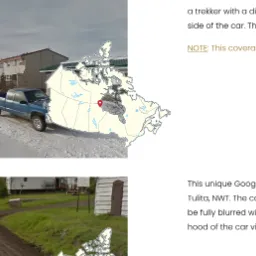 a trekker with a di
side of the car. Th
NOTE: This covera
This unique Goog
Tulita, NWT. The c
be fully blurred wi
hood of the car vi